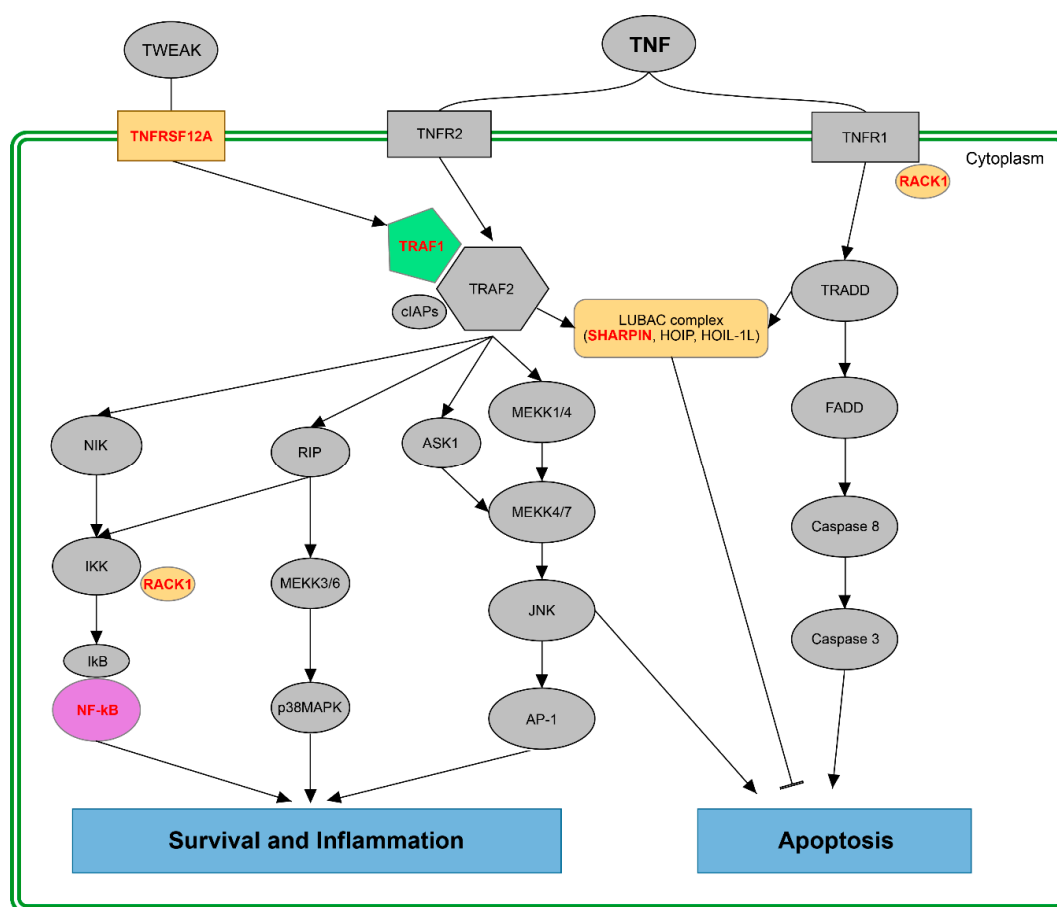 TWEAK
TNF
TNFRSF12A
TNFR2
TNFR1
Cytoplasm
RACK1
TRAF1
TRAF2
cIAPs
LUBAC complex
(SHARPIN, HOIP, HOIL-1L)
TRADD
NIK
RIP
ASK1
MEKK1/4
FADD
MEKK4/7
Caspase 8
IKK
RACK1
MEKK3/6
JNK
Caspase 3
IkB
NF-kB
p38MAPK
AP-1
Survival and Inflammation
Apoptosis